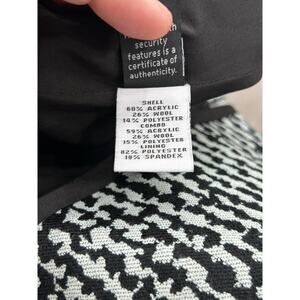 security
features is a
certificate of
authenticity.
SHELL
60% ACRYLIC
26% WOOL
14% POLYESTER
COMBO
59% ACRYLIC
26% WOOL
15% POLYESTER
LINING
82% POLYESTER
18% SPANDEX